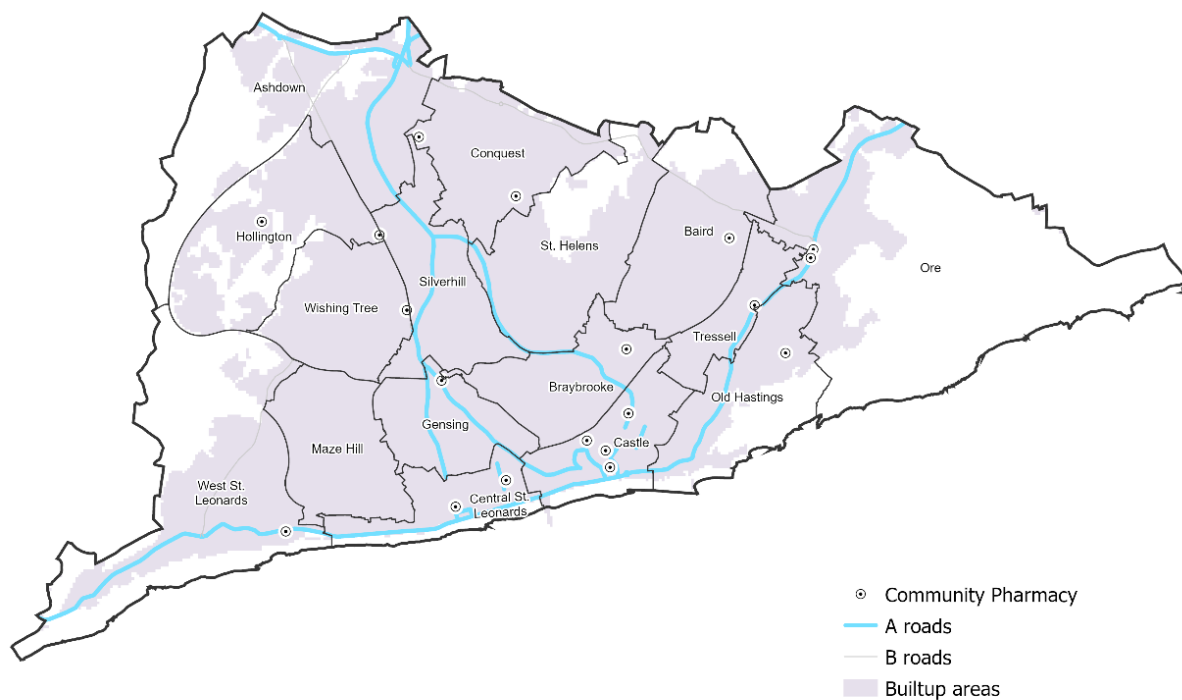 Ashdown
Conquest
Hollington
St. Helens
Baird
Ore
Silverhill
Wishing Tree
Tressell
Braybrooke
Old Hastings
Gensing
Castle
Maze Hill
West St.
Leonards
Central St.
Leonards
Community Pharmacy
A roads
B roads
Builtup areas